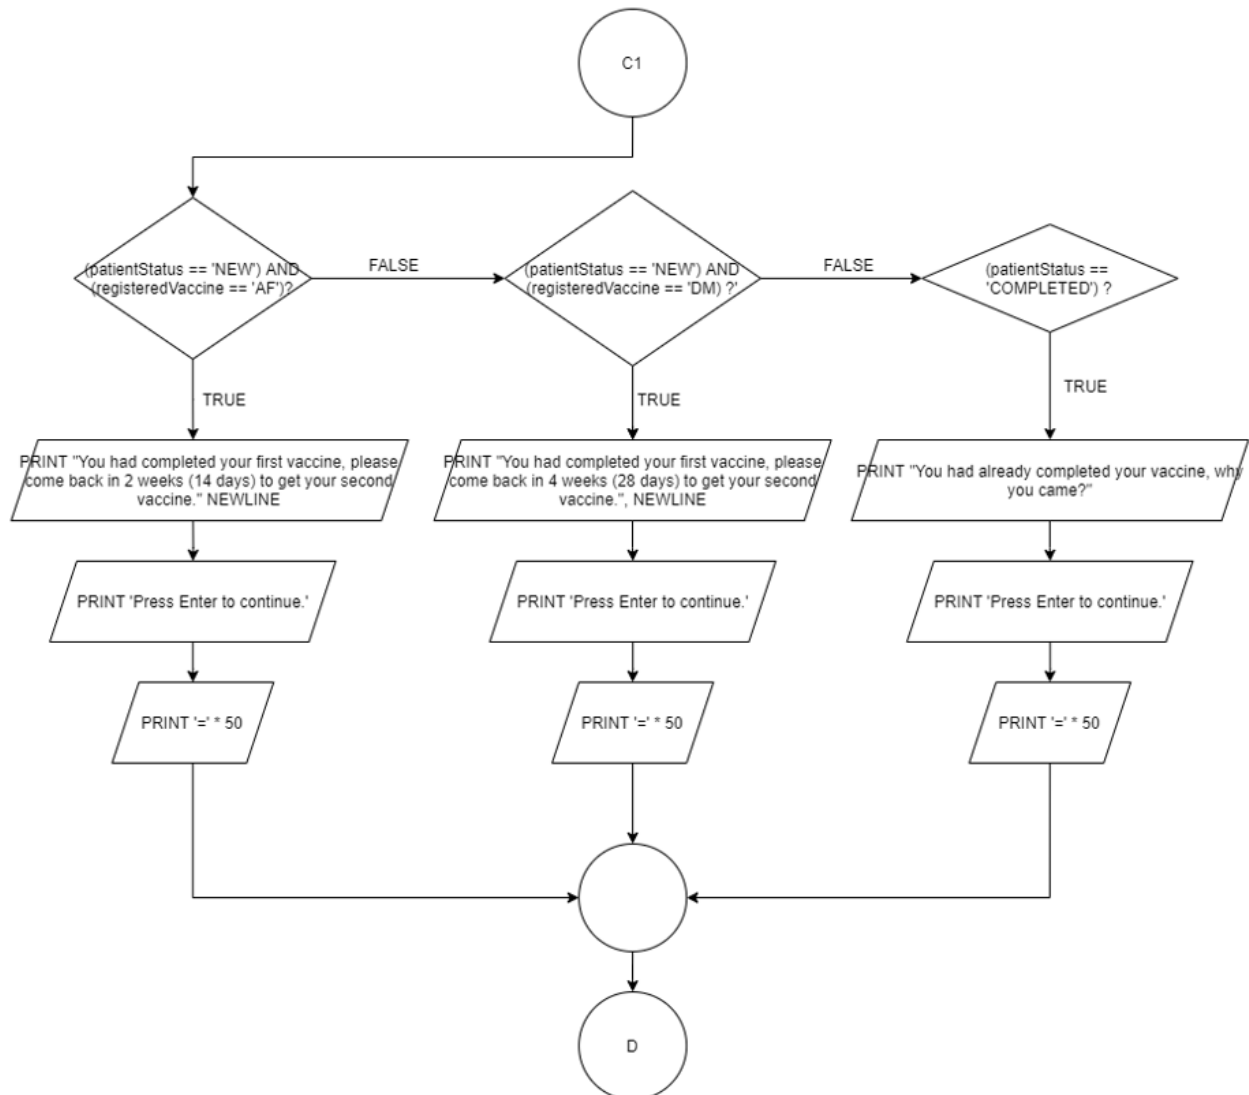 C1
(patientStatus == 'NEW') AND
(registeredVaccine == 'AF')?
FALSE
(patientStatus == 'NEW') AND
(registeredVaccine == 'DM) ?'
FALSE
(patientStatus ==
'COMPLETED') ?
TRUE
TRUE
TRUE
PRINT "You had completed your first vaccine, please
come back in 2 weeks (14 days) to get your second
vaccine." NEWLINE
PRINT "You had completed your first vaccine, please
come back in 4 weeks (28 days) to get your second
vaccine.", NEWLINE
PRINT "You had already completed your vaccine, why
you came?"
PRINT 'Press Enter to continue.'
PRINT 'Press Enter to continue.'
PRINT 'Press Enter to continue.'
PRINT '=' * 50
PRINT '=' * 50
PRINT '=' * 50
D